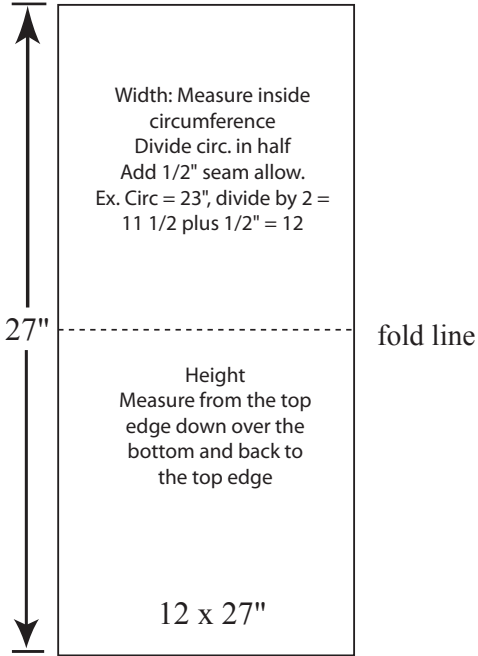 Width: Measure inside
circumference
Divide circ. in half
Add 1/2" seam allow.
Ex. Circ = 23", divide by 2 =
11 1/2 plus 1/2" = 12
27"
fold line
Height
Measure from the top
edge down over the
bottom and back to
the top edge
12 x 27"